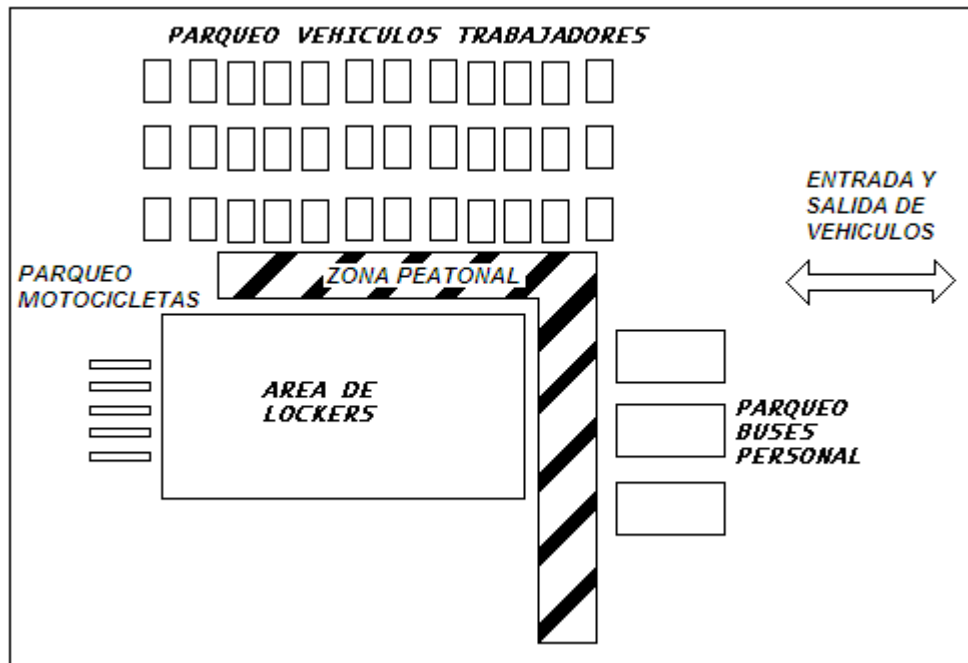 PARQUEO VEHICULOS TRABAJADORES
ENTRADA Y
SALIDA DE
VEHICULOS
ZONA PEATONAL
PARQUEO
MOTOCICLETAS
AREA DE
LOCKERS
PARQUEO
BUSES
PERSONAL